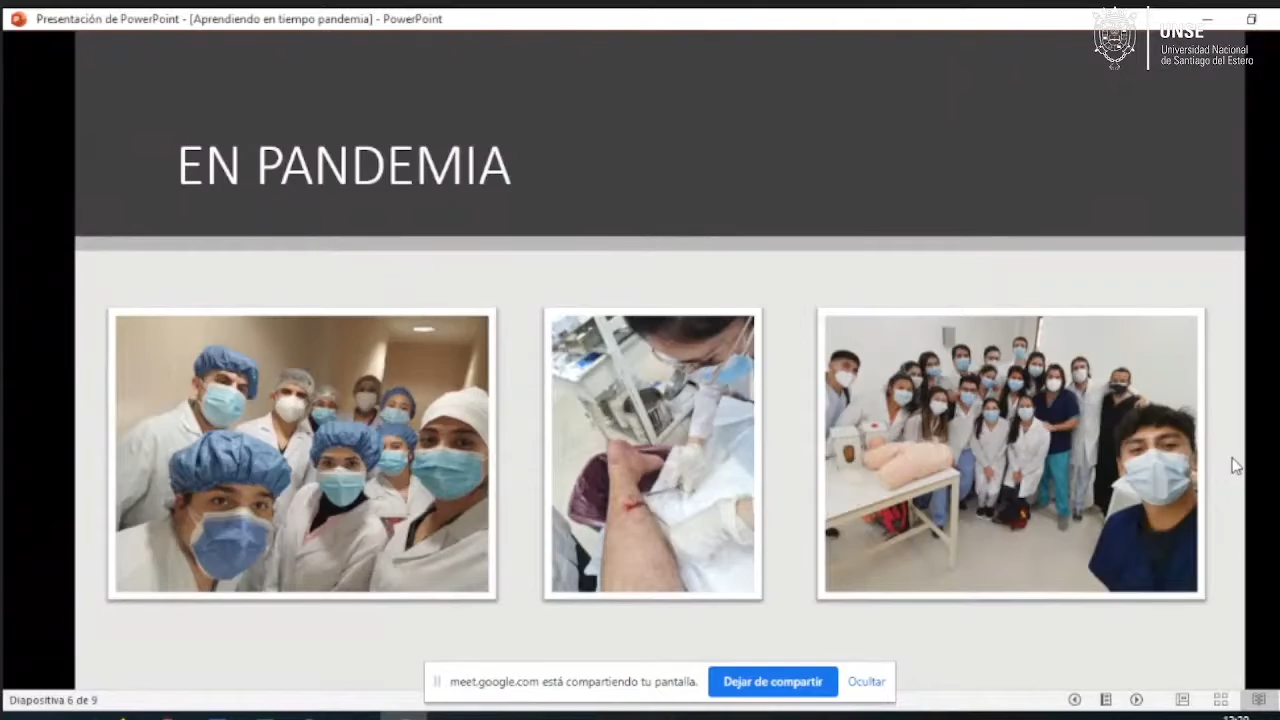 Presentación de PowerPoint - [Aprendiendo en tiempo pandemia] - PowerPoint
UNSE
Universidad Nacional
de Santiago del Estero
EN PANDEMIA
meet.google.com está compartiendo tu pantalla.
Dejar de compartir
Ocultar
Diapositiva 6 de 9